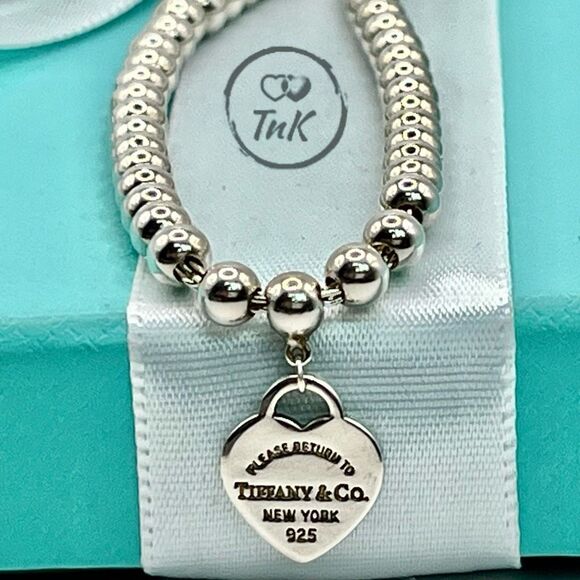 TnK
PLEASE RETURN TO
TIFFANY & CO.
NEW YORK
925